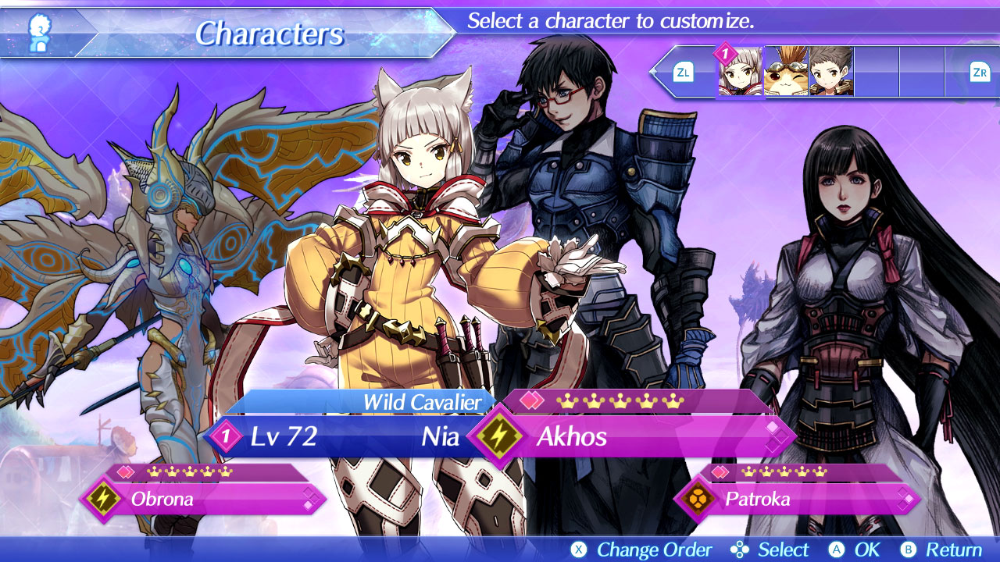 Characters
Select a character to customize.
ZL
1
ZR
Wild Cavalier
1 Lv 72 Nia Akhos
Obrona
Patroka
X Change Order Select A OK B Return